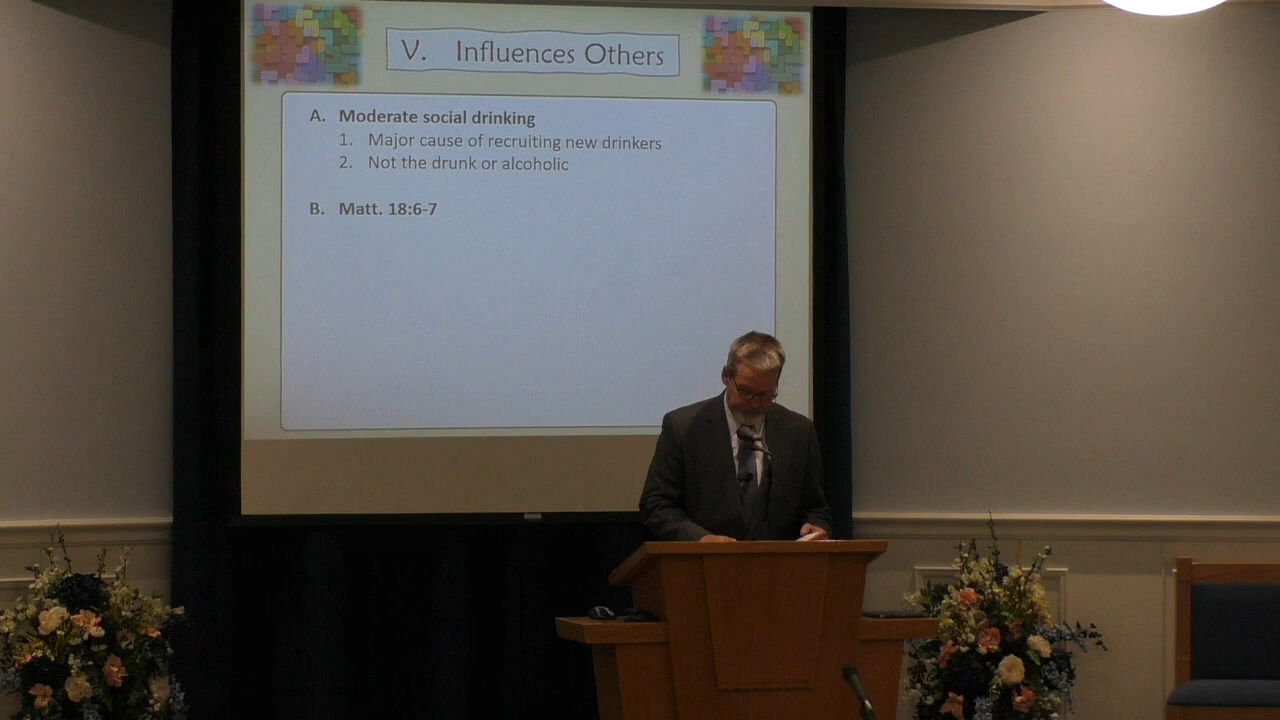 V. Influences Others
A. Moderate social drinking
1. Major cause of recruiting new drinkers
2. Not the drunk or alcoholic
B. Matt. 18:6-7